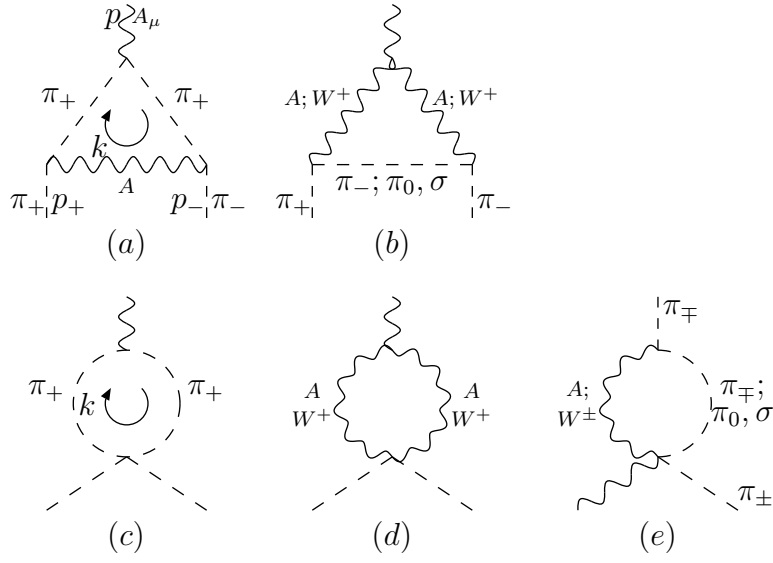 p A_μ
π_+ π_+
k
A
π_+ p_+ p_- π_-
(a)
A; W^+ A; W^+
π_-; π_0, σ
π_+ π_-
(b)
π_+ π_+
k
(c)
A A
W^+ W^+
(d)
π_∓
A; π_∓;
W^± π_0, σ
π_±
(e)